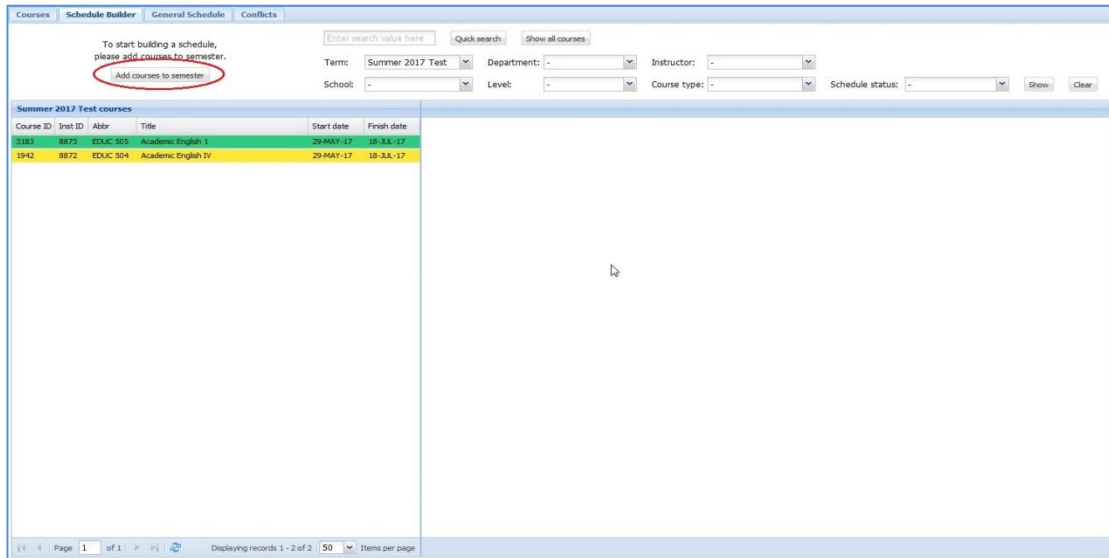 Courses Schedule Builder General Schedule Conflicts
To start building a schedule,
please add courses to semester.
Add courses to semester
Enter search value here Quick search Show all courses
Term: Summer 2017 Test Department: - Instructor: -
School: - Level: - Course type: - Schedule status: - Show Clear
Summer 2017 Test courses
Course ID Inst ID Abbr Title Start date Finish date
3183 8873 EDUC 505 Academic English 1 29-MAY-17 18-JUL-17
1942 8872 EDUC 504 Academic English IV 29-MAY-17 18-JUL-17
Page 1 of 1 Displaying records 1 - 2 of 2 50 Items per page